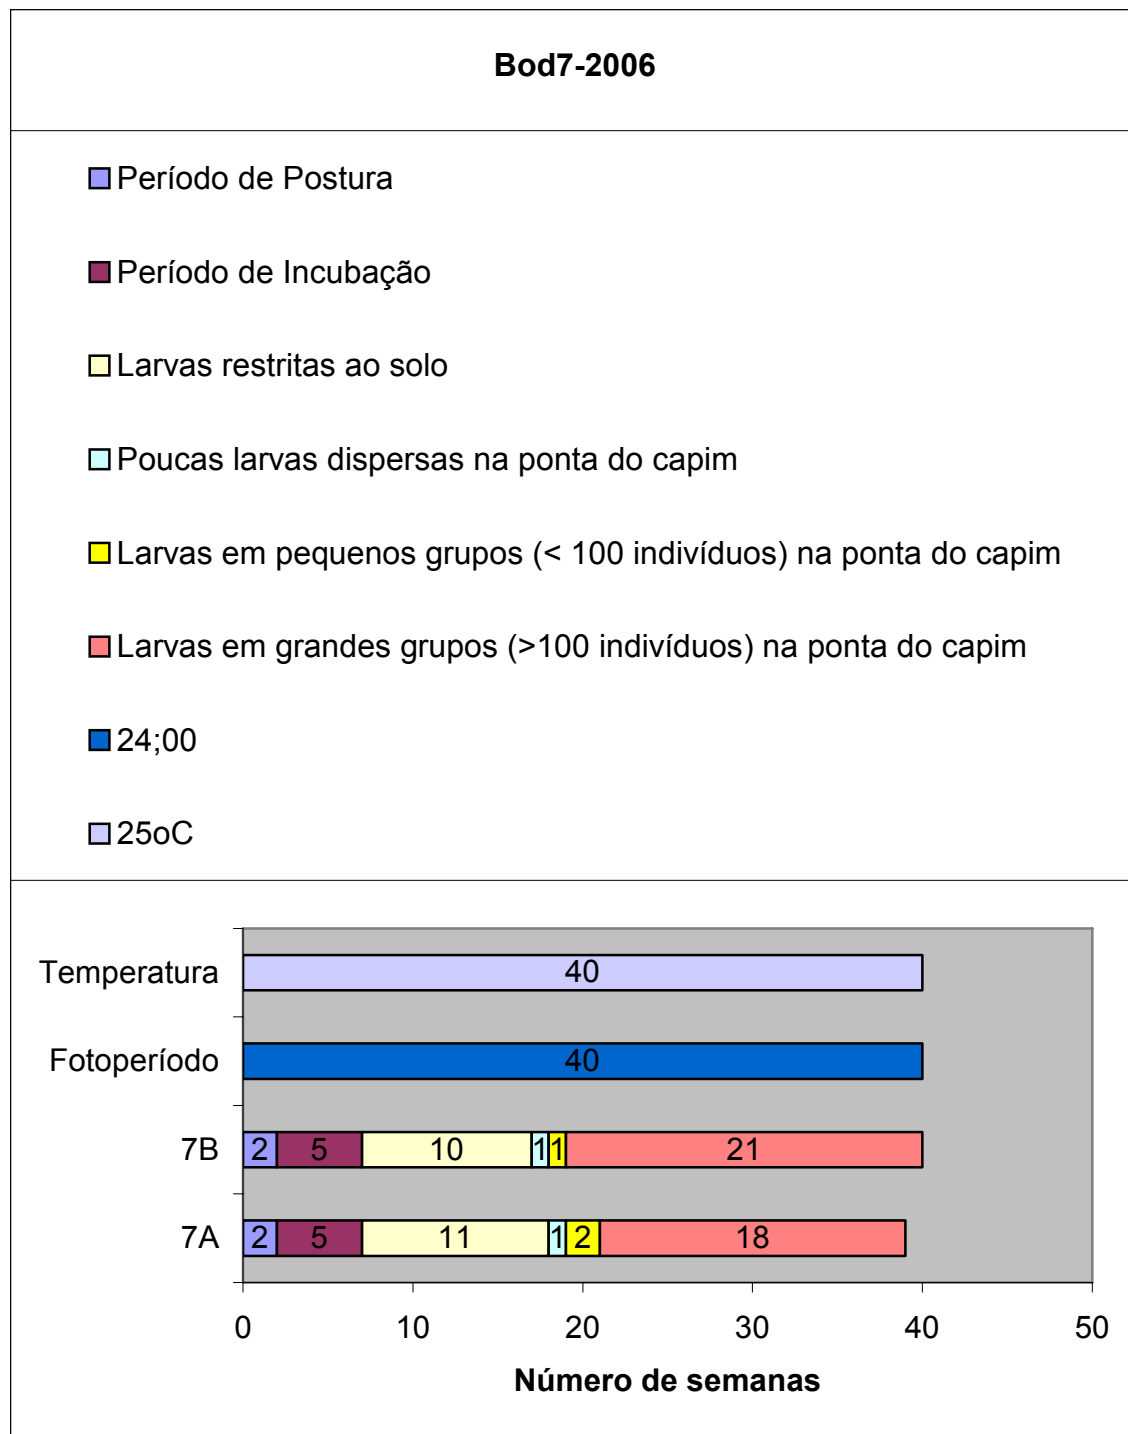 Bod7-2006
Período de Postura
Período de Incubação
Larvas restritas ao solo
Poucas larvas dispersas na ponta do capim
Larvas em pequenos grupos (< 100 indivíduos) na ponta do capim
Larvas em grandes grupos (>100 indivíduos) na ponta do capim
24;00
25oC
Temperatura 40
Fotoperíodo 40
7B 2 5 10 1 1 21
7A 2 5 11 1 2 18
0 10 20 30 40 50
Número de semanas